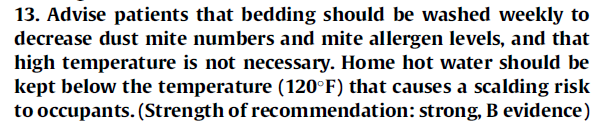 13. Advise patients that bedding should be washed weekly to
decrease dust mite numbers and mite allergen levels, and that
high temperature is not necessary. Home hot water should be
kept below the temperature (120°F) that causes a scalding risk
to occupants. (Strength of recommendation: strong, B evidence)